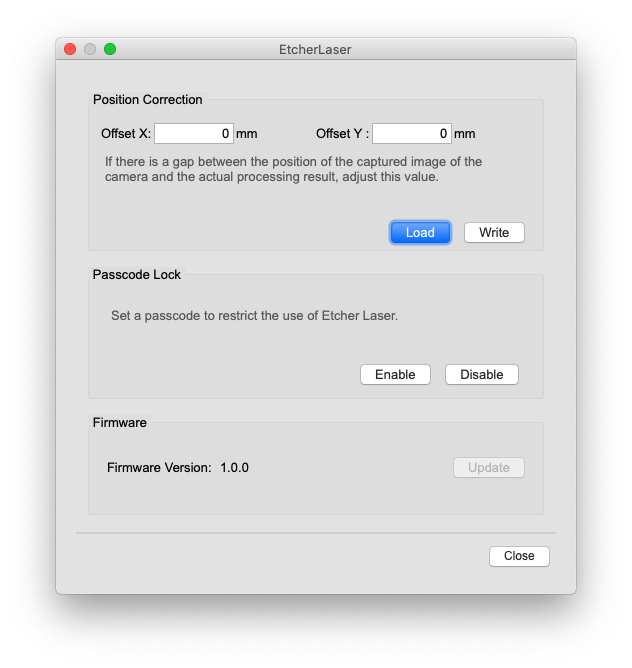 EtcherLaser
Position Correction
Offset X: 0 mm Offset Y : 0 mm
If there is a gap between the position of the captured image of the
camera and the actual processing result, adjust this value.
Load Write
Passcode Lock
Set a passcode to restrict the use of Etcher Laser.
Enable Disable
Firmware
Firmware Version: 1.0.0 Update
Close